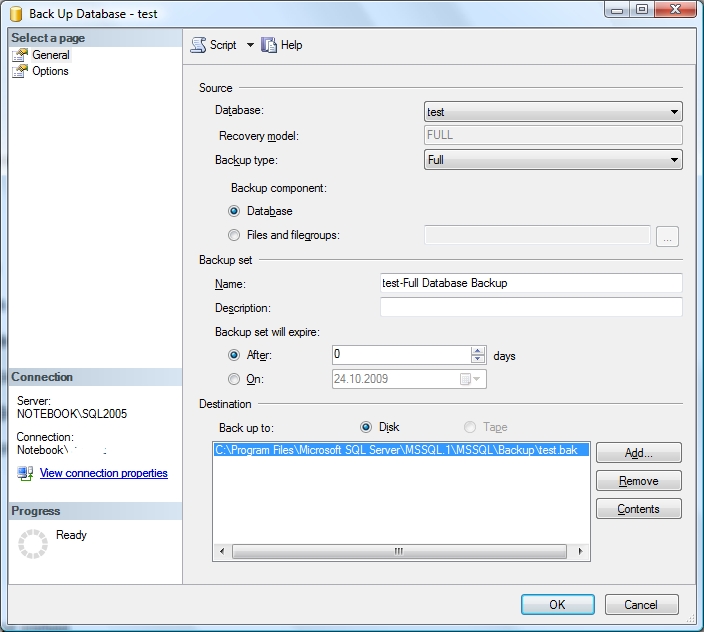 Back Up Database - test
Select a page
General
Options
Script
Help
Source
Database:
test
Recovery model:
FULL
Backup type:
Full
Backup component:
Database
Files and filegroups:
...
Backup set
Name:
test-Full Database Backup
Description:
Backup set will expire:
After:
0
days
On:
24.10.2009
Destination
Back up to:
Disk
Tape
C:\Program Files\Microsoft SQL Server\MSSQL.1\MSSQL\Backup\test.bak
Add...
Remove
Contents
Connection
Server:
NOTEBOOK\SQL2005
Connection:
Notebook\
View connection properties
Progress
Ready
OK
Cancel